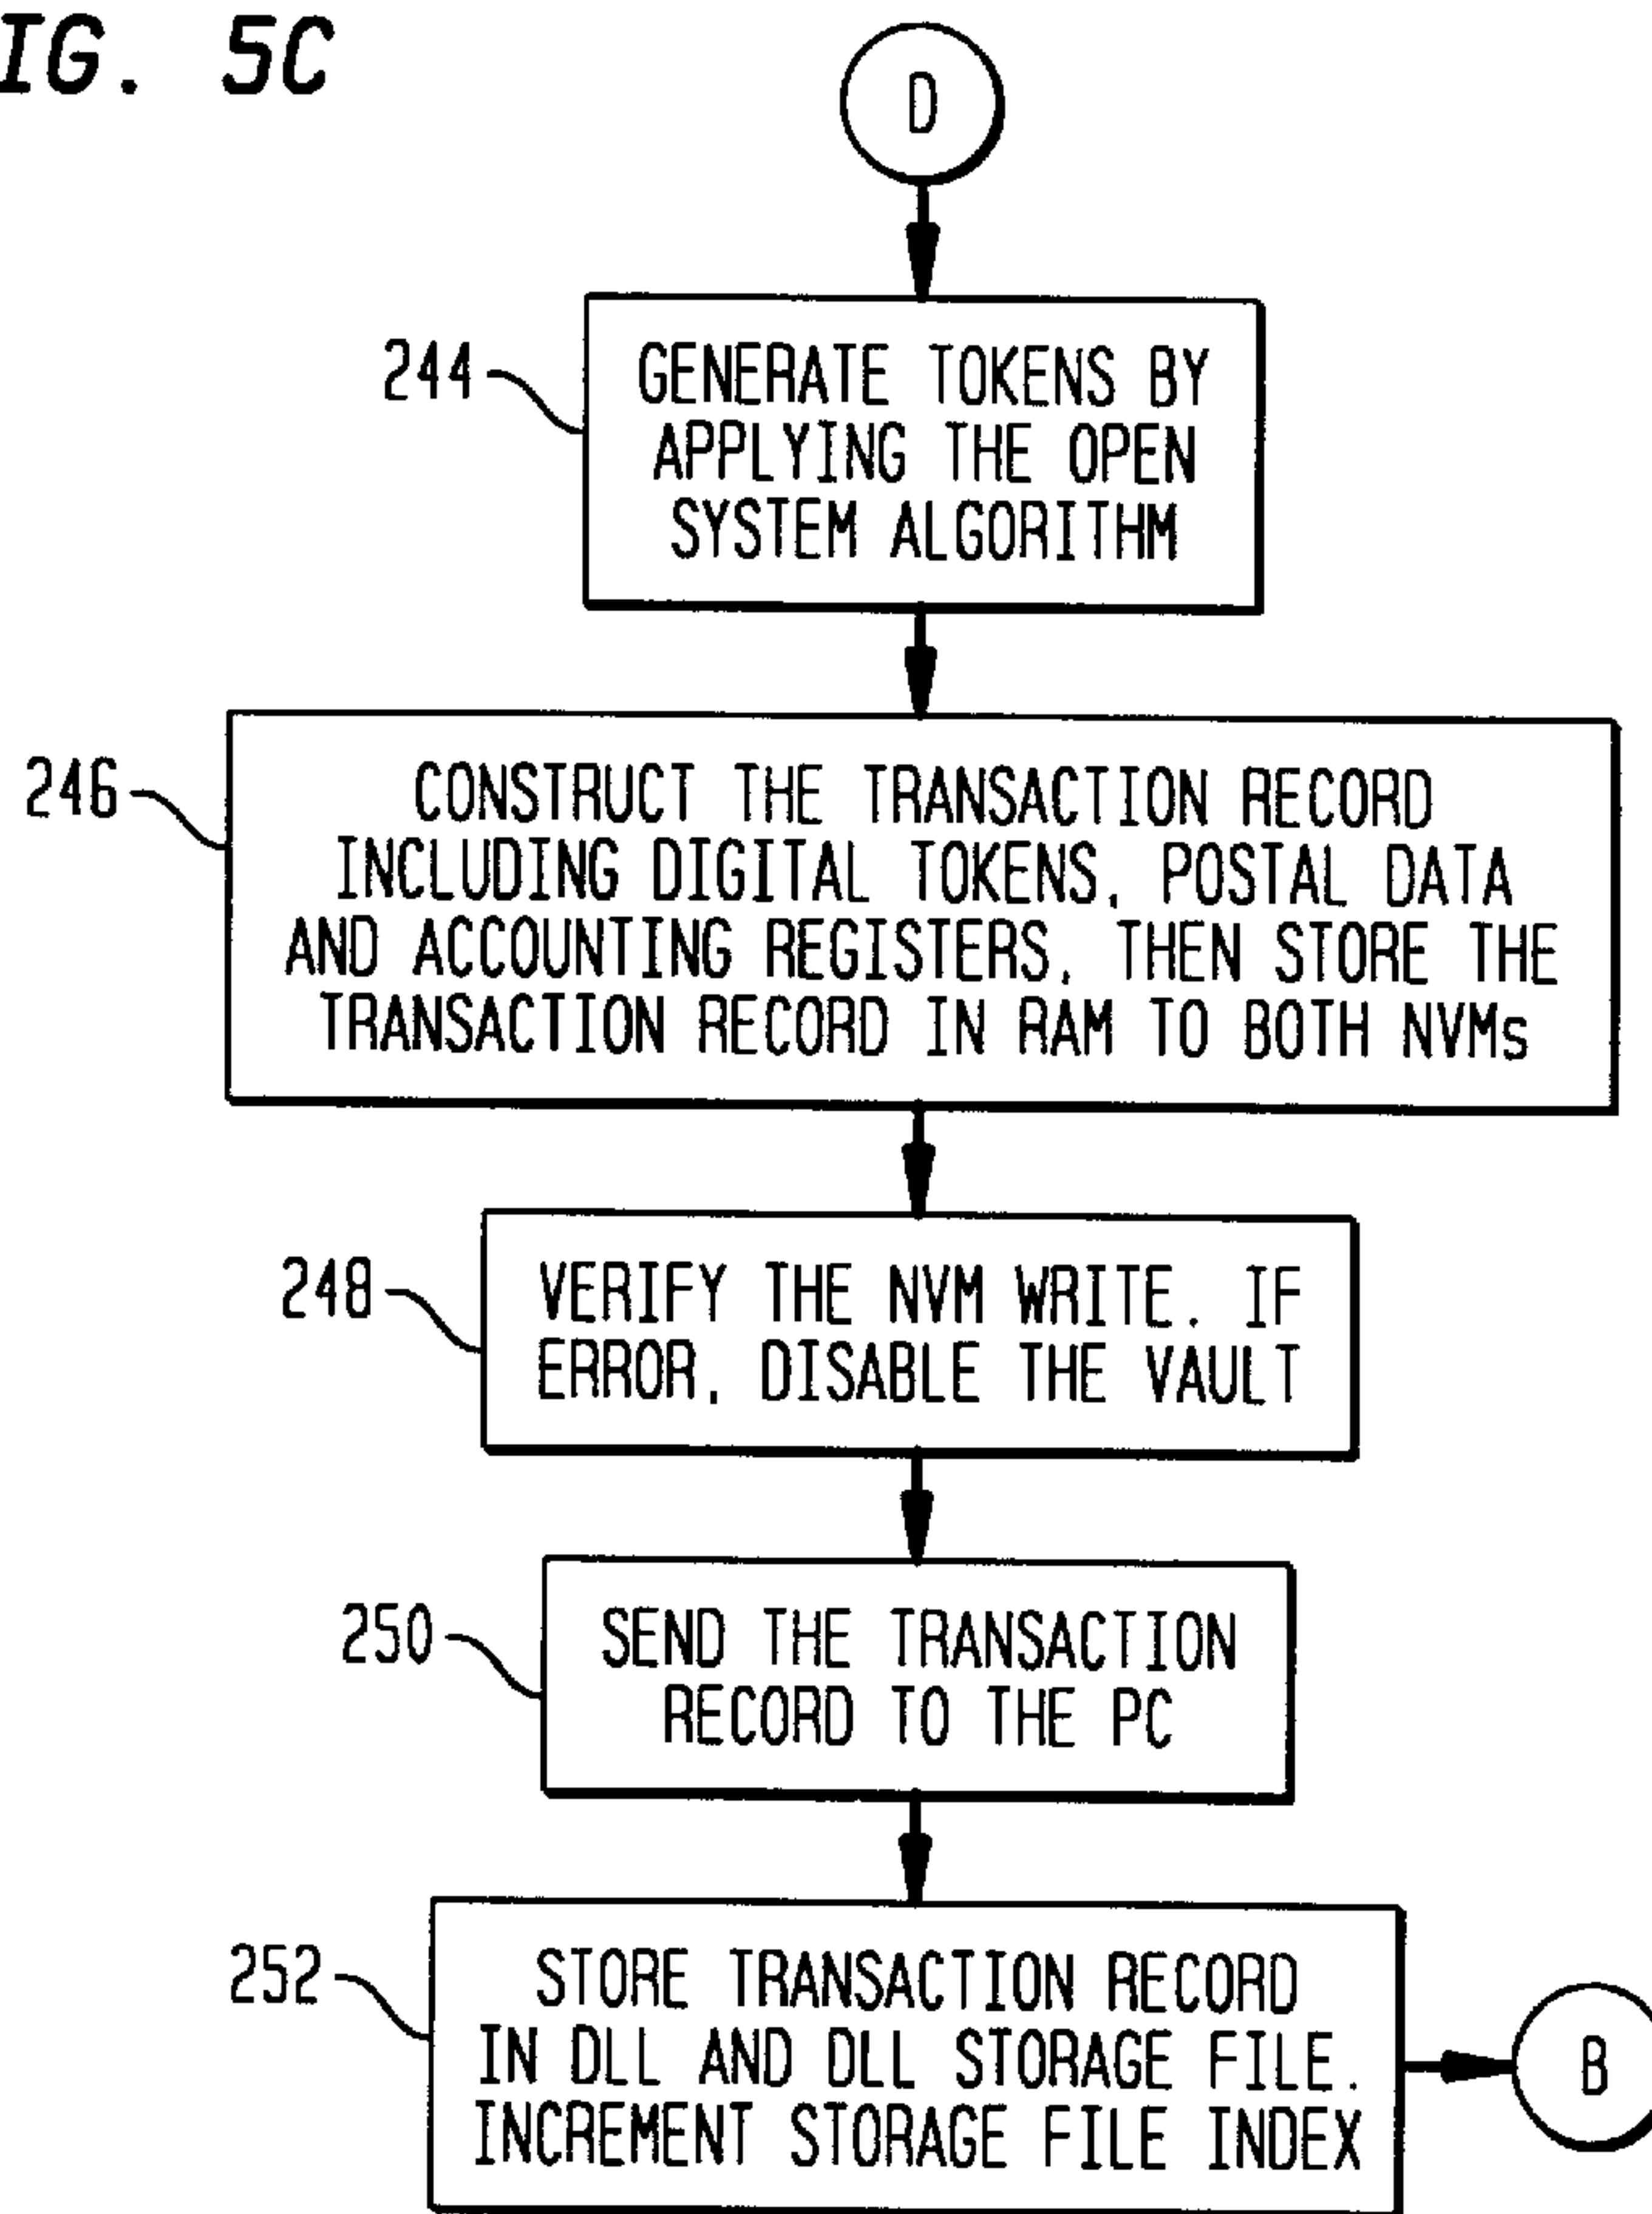 IG. 5C
D
244
GENERATE TOKENS BY
APPLYING THE OPEN
SYSTEM ALGORITHM
246
CONSTRUCT THE TRANSACTION RECORD
INCLUDING DIGITAL TOKENS, POSTAL DATA
AND ACCOUNTING REGISTERS, THEN STORE THE
TRANSACTION RECORD IN RAM TO BOTH NVMs
248
VERIFY THE NVM WRITE. IF
ERROR, DISABLE THE VAULT
250
SEND THE TRANSACTION
RECORD TO THE PC
252
STORE TRANSACTION RECORD
IN DLL AND DLL STORAGE FILE.
INCREMENT STORAGE FILE INDEX
B